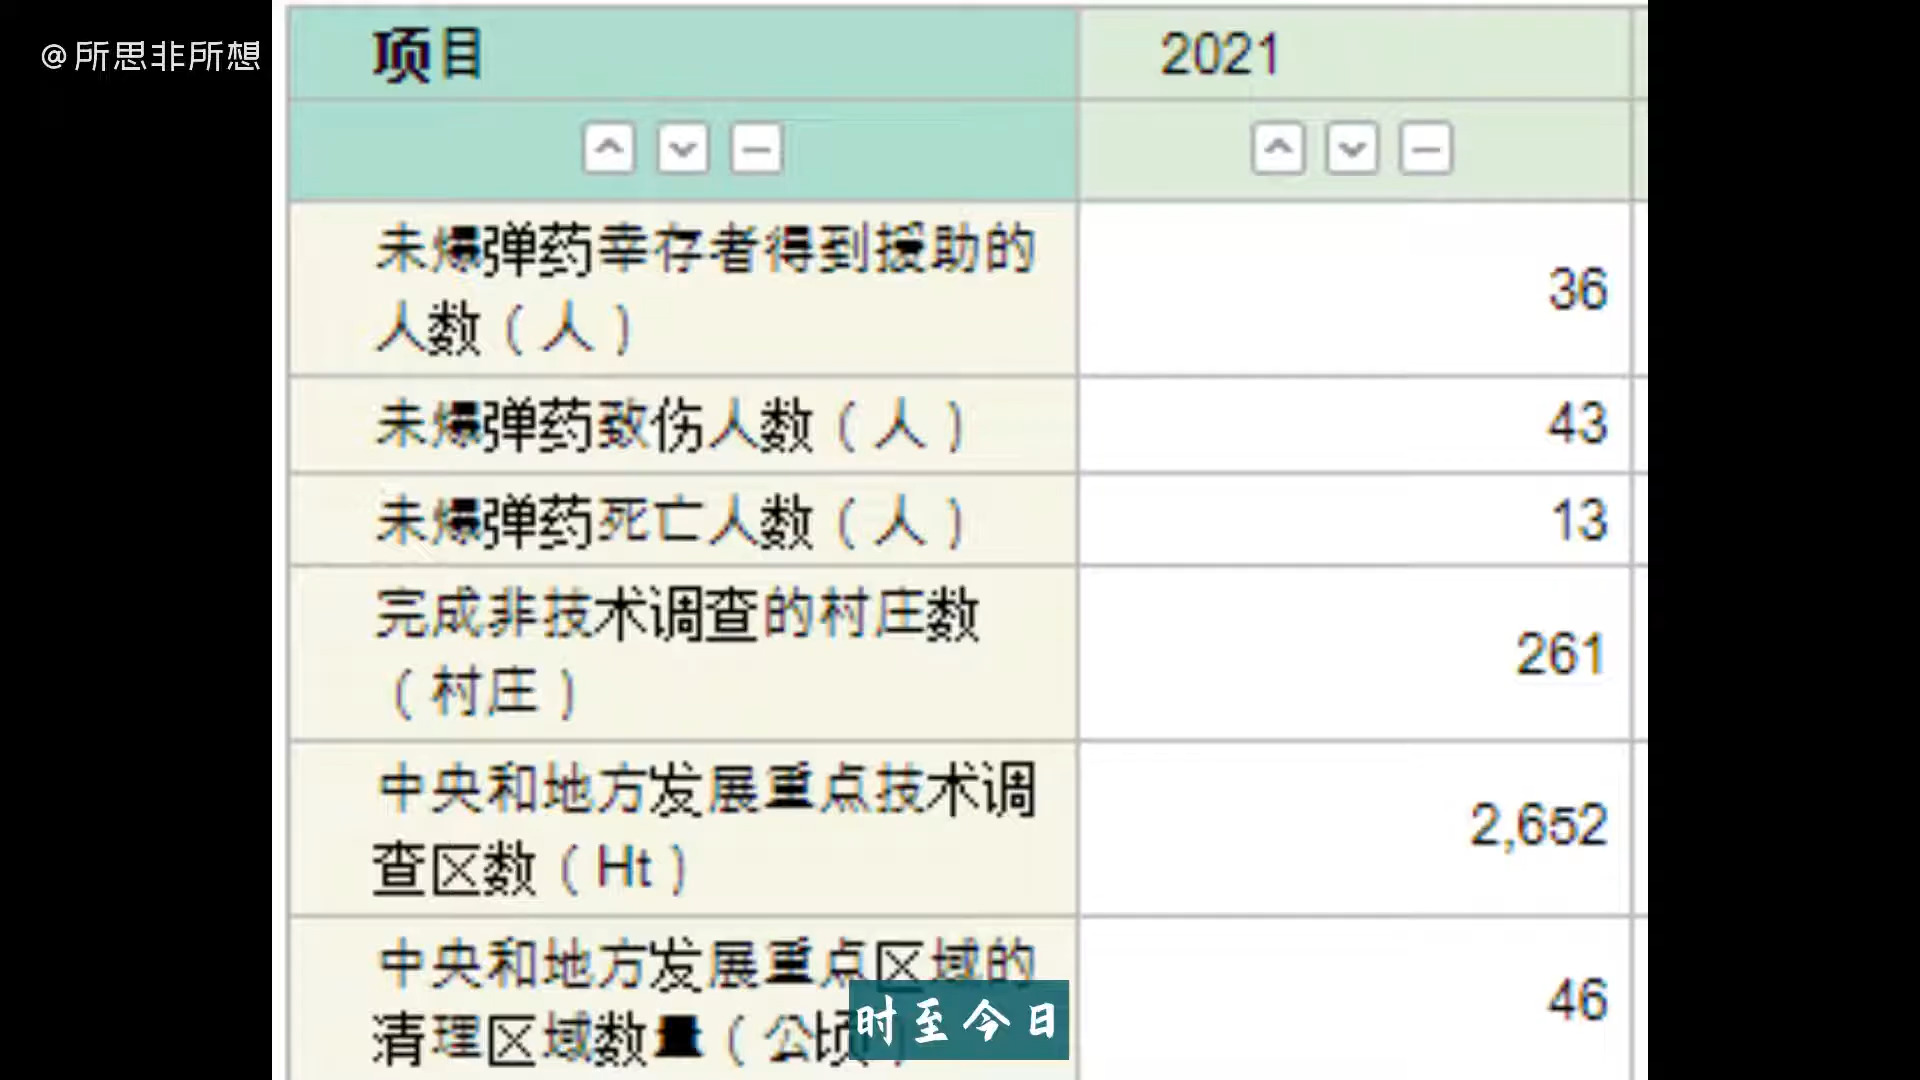 @所思非所想
项目 2021
未爆弹药幸存者得到援助的
人数（人） 36
未爆弹药致伤人数（人） 43
未爆弹药死亡人数（人） 13
完成非技术调查的村庄数
（村庄） 261
中央和地方发展重点技术调
查区数（Ht） 2,652
中央和地方发展重点区域的
清理区域数量（公顷） 46
时至今日